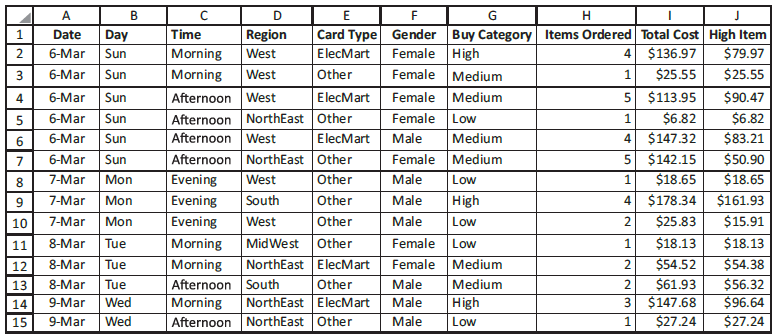 A B C D E F G H I J
1 Date Day Time Region Card Type Gender Buy Category Items Ordered Total Cost High Item
2 6-Mar Sun Morning West ElecMart Female High 4 $136.97 $79.97
3 6-Mar Sun Morning West Other Female Medium 1 $25.55 $25.55
4 6-Mar Sun Afternoon West ElecMart Female Medium 5 $113.95 $90.47
5 6-Mar Sun Afternoon NorthEast Other Female Low 1 $6.82 $6.82
6 6-Mar Sun Afternoon West ElecMart Male Medium 4 $147.32 $83.21
7 6-Mar Sun Afternoon NorthEast Other Female Medium 5 $142.15 $50.90
8 7-Mar Mon Evening West Other Male Low 1 $18.65 $18.65
9 7-Mar Mon Evening South Other Male High 4 $178.34 $161.93
10 7-Mar Mon Evening West Other Male Low 2 $25.83 $15.91
11 8-Mar Tue Morning MidWest Other Female Low 1 $18.13 $18.13
12 8-Mar Tue Morning NorthEast ElecMart Female Medium 2 $54.52 $54.38
13 8-Mar Tue Afternoon South Other Male Medium 2 $61.93 $56.32
14 9-Mar Wed Morning NorthEast ElecMart Male High 3 $147.68 $96.64
15 9-Mar Wed Afternoon NorthEast Other Male Low 1 $27.24 $27.24